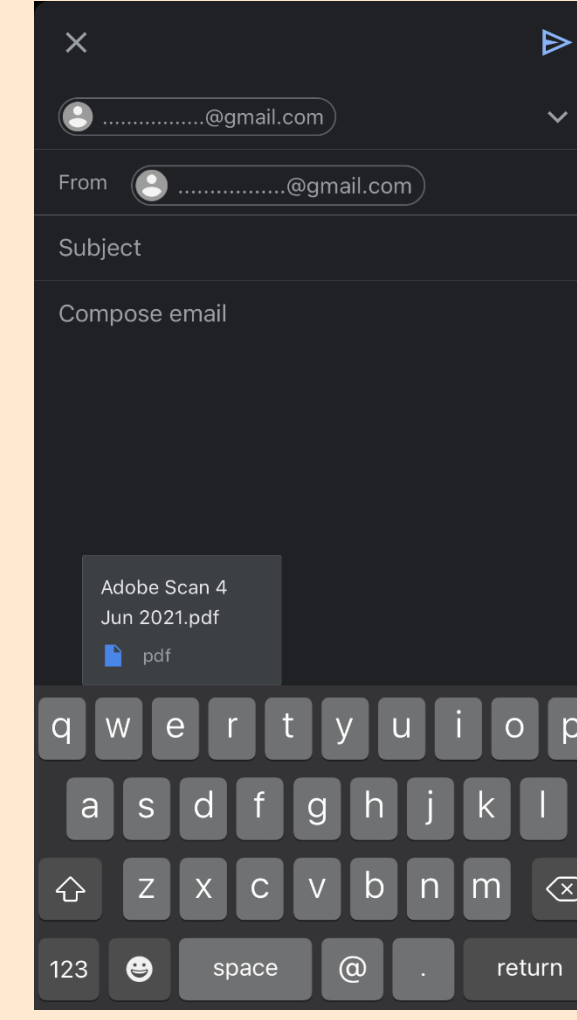 ................@gmail.com
From ................@gmail.com
Subject
Compose email
Adobe Scan 4
Jun 2021.pdf
pdf
q w e r t y u i o p
a s d f g h j k l
z x c v b n m
123 space @ . return